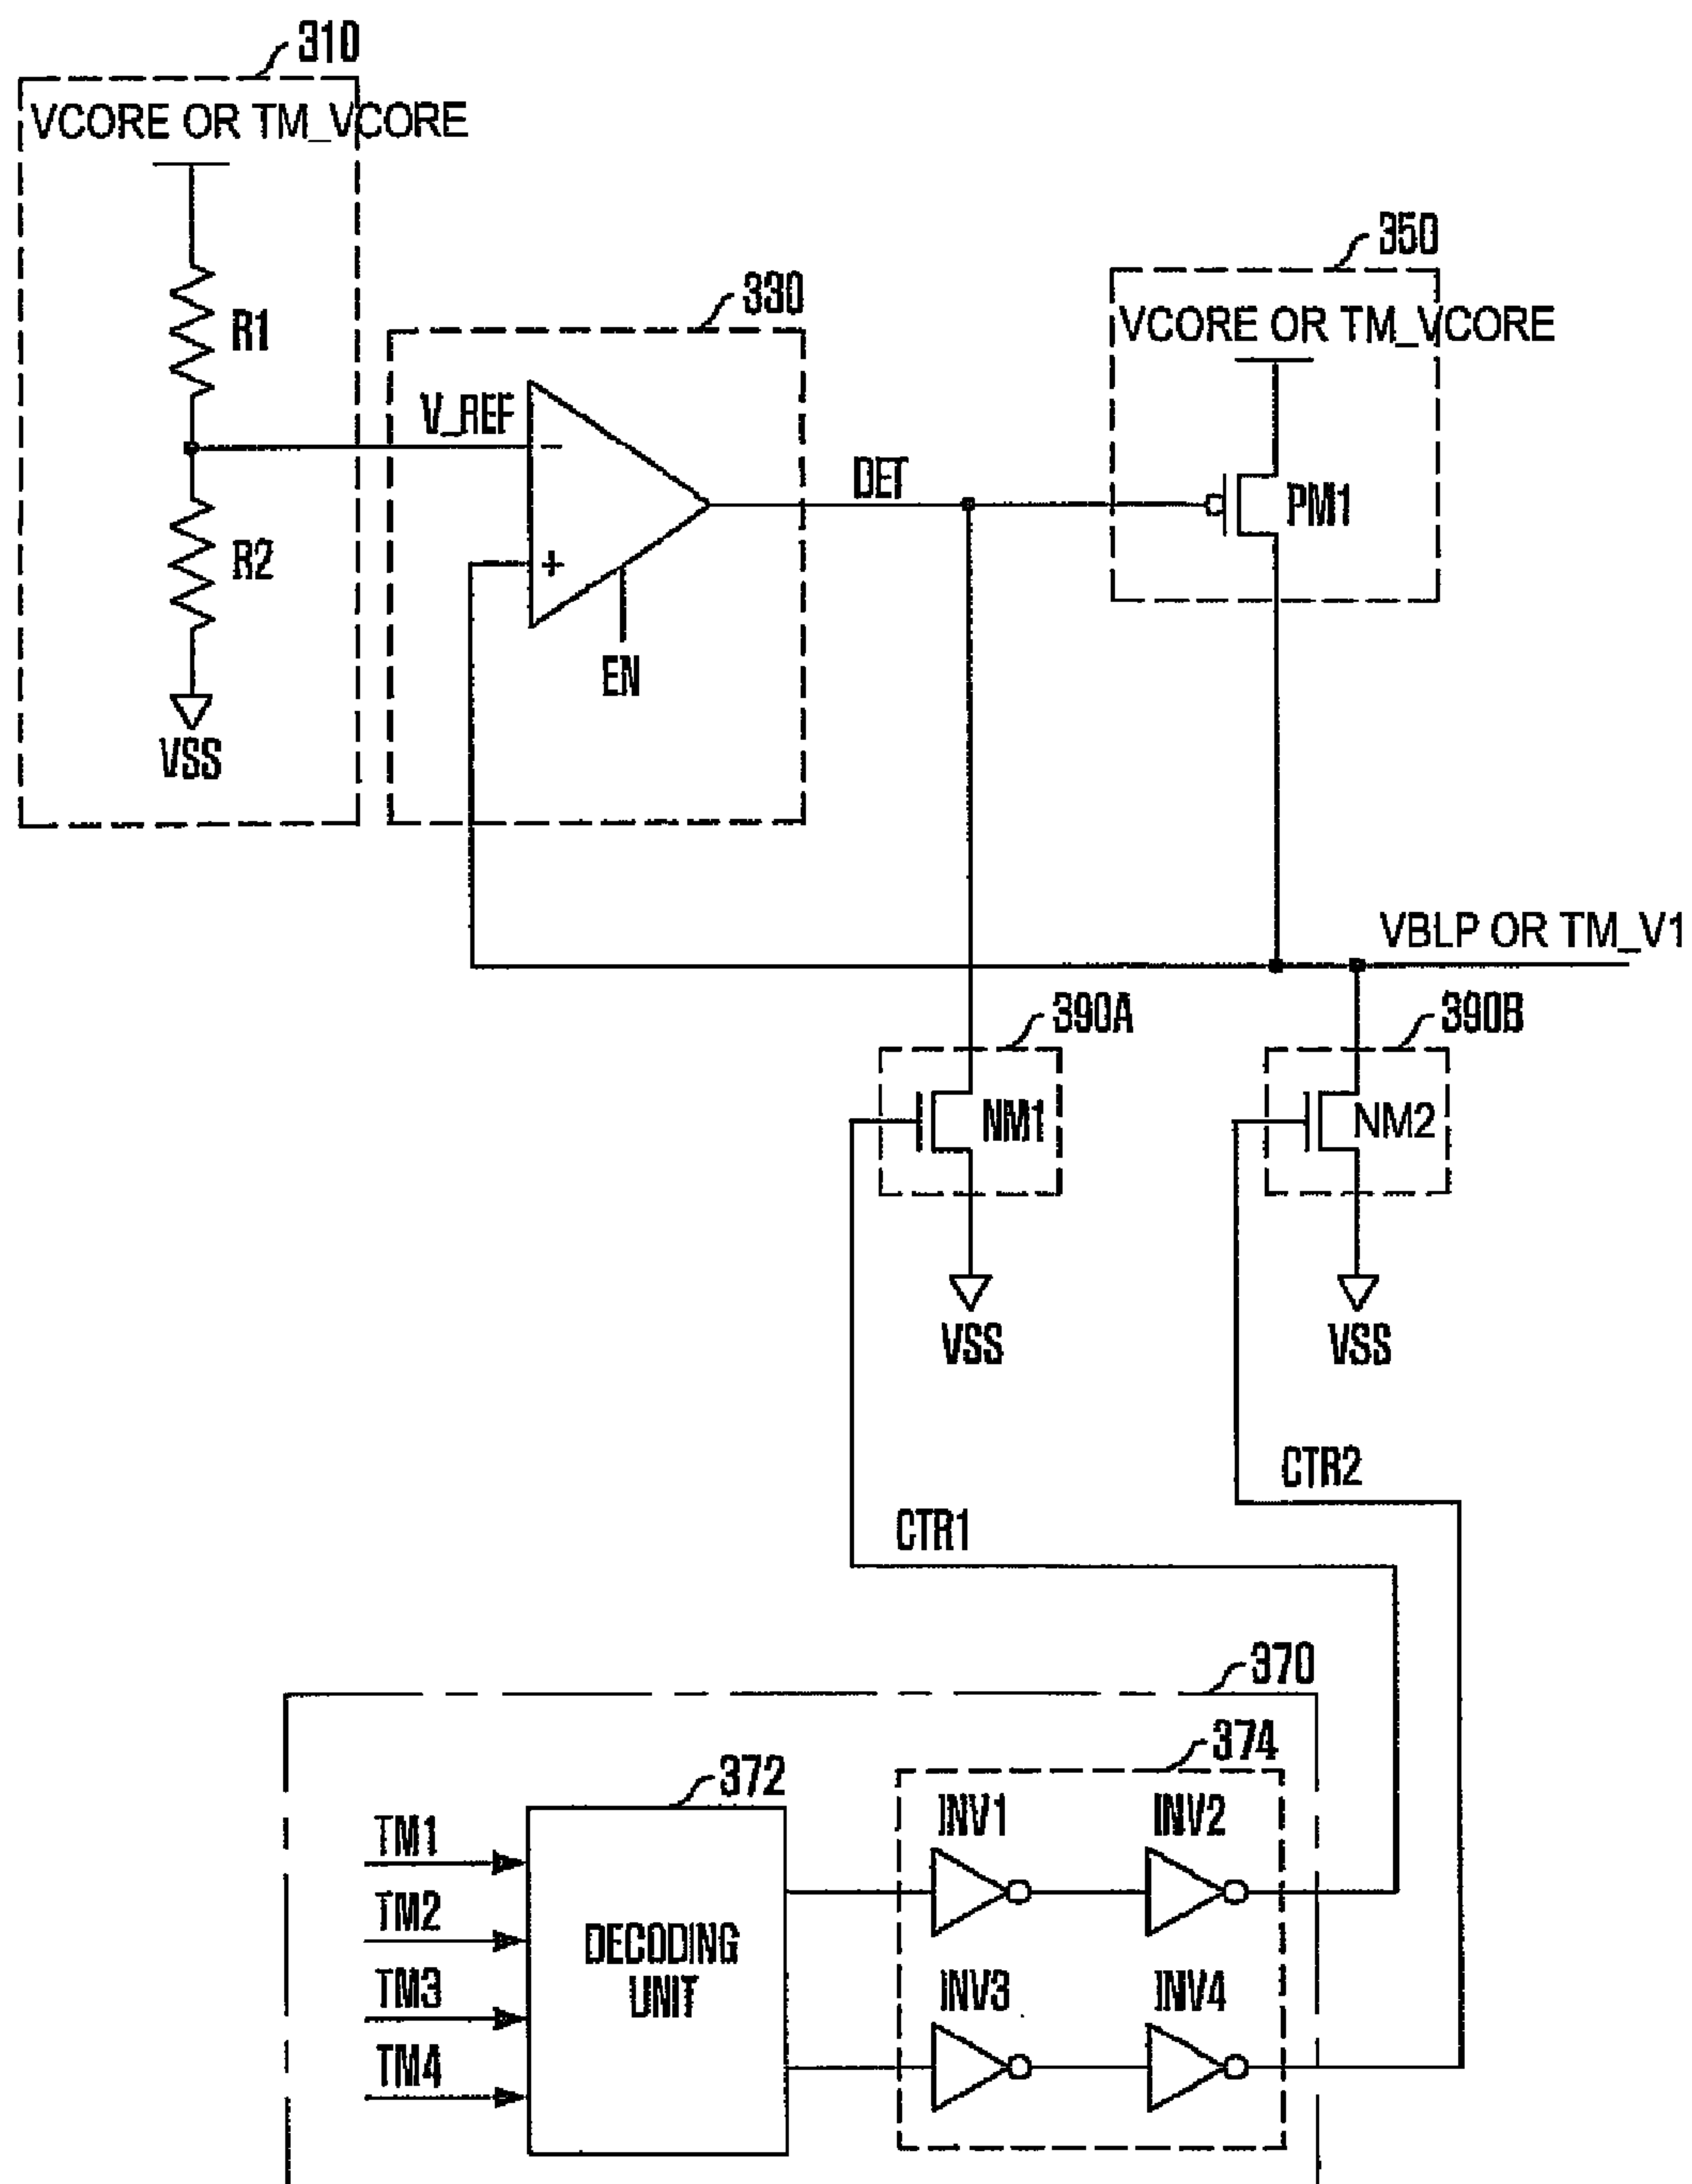 310
VCORE OR TM_VCORE
R1
R2
VSS
330
V_REF
−
+
EN
DET
350
VCORE OR TM_VCORE
PM1
VBLP OR TM_V1
390A
NM1
VSS
390B
NM2
VSS
CTR1
CTR2
370
372
TM1
TM2
TM3
TM4
DECODING
UNIT
374
INV1
INV2
INV3
INV4